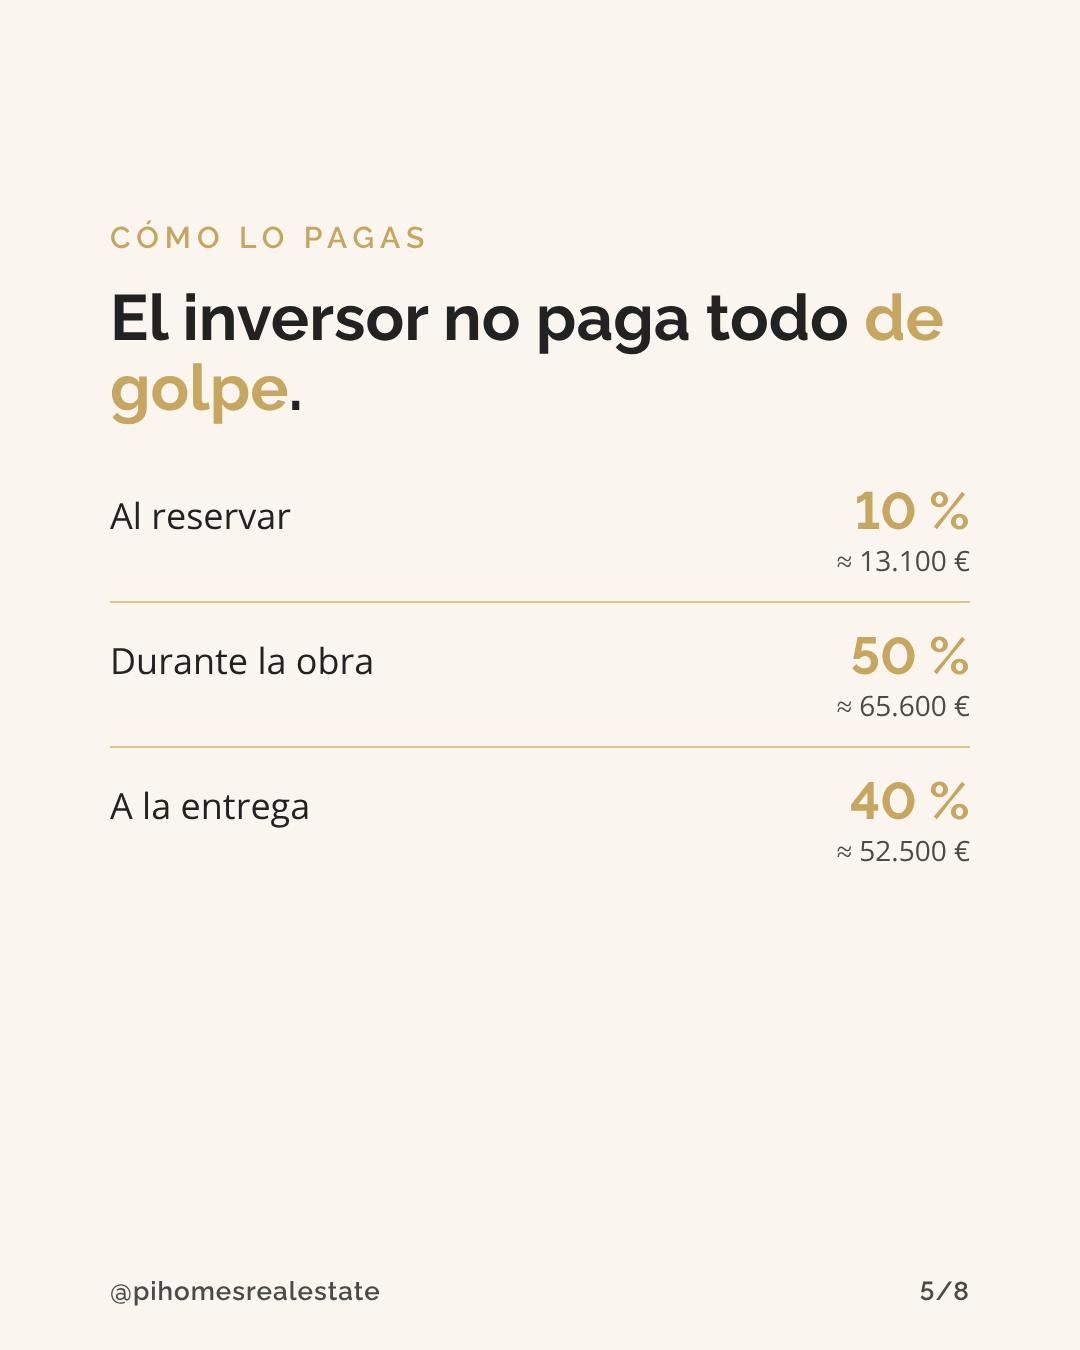 CÓMO LO PAGAS
El inversor no paga todo de
golpe.
Al reservar
10 %
≈ 13.100 €
Durante la obra
50 %
≈ 65.600 €
A la entrega
40 %
≈ 52.500 €
@pihomesrealestate
5/8